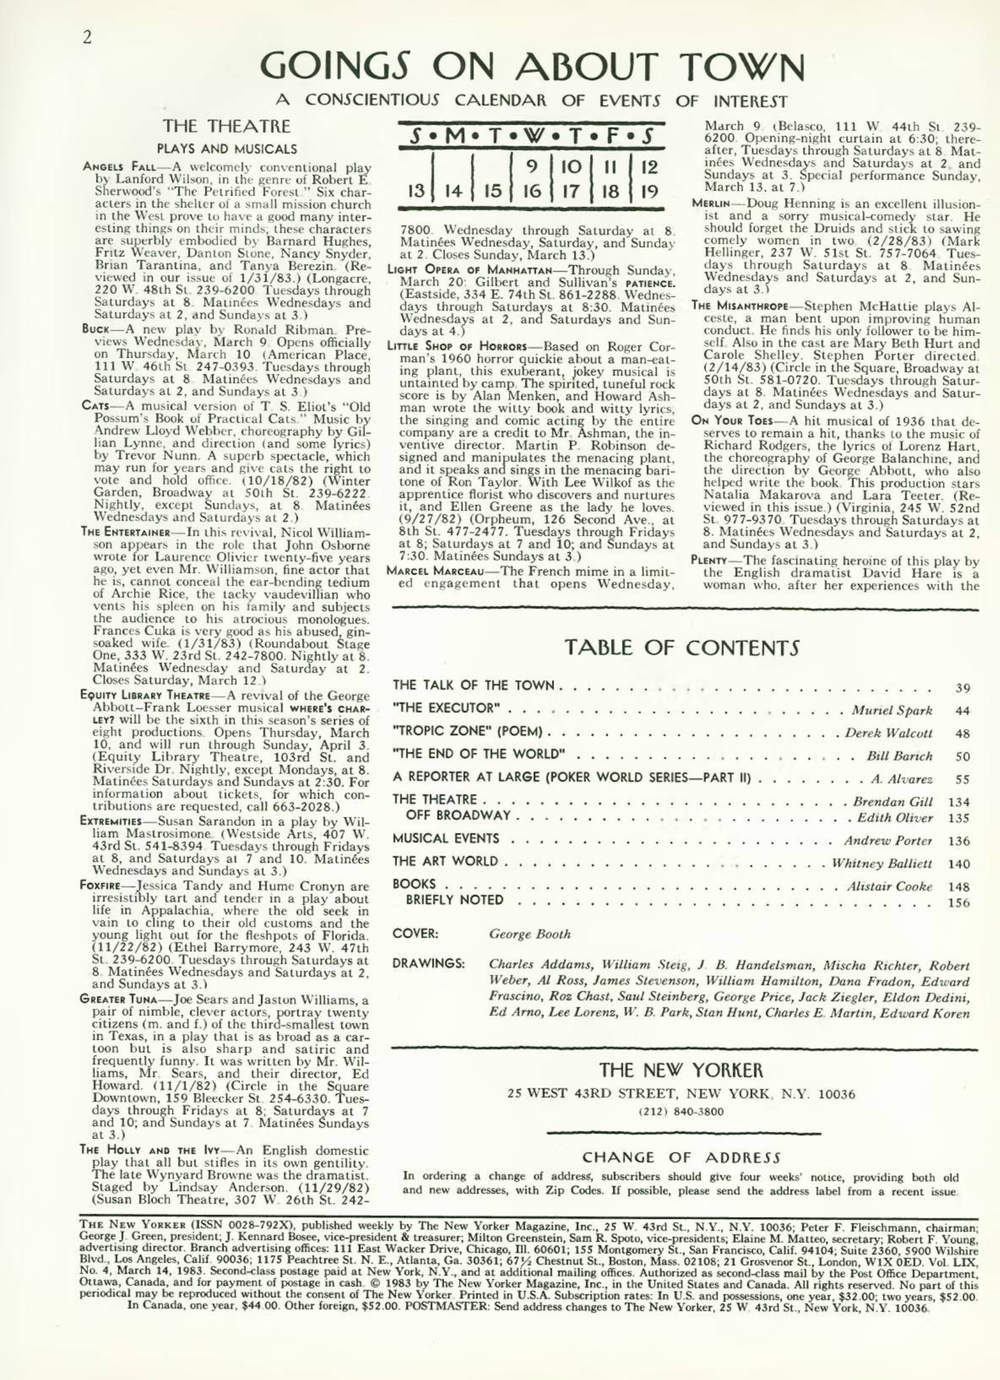 2
GOINGS ON ABOUT TOWN
A CONSCIENTIOUS CALENDAR OF EVENTS OF INTEREST
THE THEATRE
PLAYS AND MUSICALS
ANGELS FALL—A welcomely conventional play
by Lanford Wilson, in the genre of Robert E.
Sherwood's "The Petrified Forest." Six char-
acters in the shelter of a small mission church
in the West prove to have a good many inter-
esting things on their minds; these characters
are superbly embodied by Barnard Hughes,
Fritz Weaver, Danton Stone, Nancy Snyder,
Brian Tarantina, and Tanya Berezin. (Re-
viewed in our issue of 1/31/83.) (Longacre,
220 W. 48th St. 239-6200. Tuesdays through
Saturdays at 8. Matinées Wednesdays and
Saturdays at 2, and Sundays at 3.)
BUCK—A new play by Ronald Ribman. Pre-
views Wednesday, March 9. Opens officially
on Thursday, March 10. (American Place,
111 W. 46th St. 247-0393. Tuesdays through
Saturdays at 8. Matinées Wednesdays and
Saturdays at 2, and Sundays at 3.)
CATS—A musical version of T. S. Eliot's "Old
Possum's Book of Practical Cats." Music by
Andrew Lloyd Webber, choreography by Gil-
lian Lynne, and direction (and some lyrics)
by Trevor Nunn. A superb spectacle, which
may run for years and give cats the right to
vote and hold office. (10/18/82) (Winter
Garden, Broadway at 50th St. 239-6222.
Nightly, except Sundays, at 8. Matinées
Wednesdays and Saturdays at 2.)
THE ENTERTAINER—In this revival, Nicol William-
son appears in the role that John Osborne
wrote for Laurence Olivier twenty-five years
ago, yet even Mr. Williamson, fine actor that
he is, cannot conceal the ear-bending tedium
of Archie Rice, the tacky vaudevillian who
vents his spleen on his family and subjects
the audience to his atrocious monologues.
Frances Cuka is very good as his abused, gin-
soaked wife. (1/31/83) (Roundabout Stage
One, 333 W. 23rd St. 242-7800. Nightly at 8.
Matinées Wednesday and Saturday at 2.
Closes Saturday, March 12.)
EQUITY LIBRARY THEATRE—A revival of the George
Abbott–Frank Loesser musical WHERE'S CHAR-
LEY? will be the sixth in this season's series of
eight productions. Opens Thursday, March
10, and will run through Sunday, April 3.
(Equity Library Theatre, 103rd St. and
Riverside Dr. Nightly, except Mondays, at 8.
Matinées Saturdays and Sundays at 2:30. For
information about tickets, for which con-
tributions are requested, call 663-2028.)
EXTREMITIES—Susan Sarandon in a play by Wil-
liam Mastrosimone. (Westside Arts, 407 W.
43rd St. 541-8394. Tuesdays through Fridays
at 8, and Saturdays at 7 and 10. Matinées
Wednesdays and Sundays at 3.)
FOXFIRE—Jessica Tandy and Hume Cronyn are
irresistibly tart and tender in a play about
life in Appalachia, where the old seek in
vain to cling to their old customs and the
young light out for the fleshpots of Florida.
(11/22/82) (Ethel Barrymore, 243 W. 47th
St. 239-6200. Tuesdays through Saturdays at
8. Matinées Wednesdays and Saturdays at 2,
and Sundays at 3.)
GREATER TUNA—Joe Sears and Jaston Williams, a
pair of nimble, clever actors, portray twenty
citizens (m. and f.) of the third-smallest town
in Texas, in a play that is as broad as a car-
toon but is also sharp and satiric and
frequently funny. It was written by Mr. Wil-
liams, Mr. Sears, and their director, Ed
Howard. (11/1/82) (Circle in the Square
Downtown, 159 Bleecker St. 254-6330. Tues-
days through Fridays at 8; Saturdays at 7
and 10; and Sundays at 7. Matinées Sundays
at 3.)
THE HOLLY AND THE IVY—An English domestic
play that all but stifles in its own gentility.
The late Wynyard Browne was the dramatist.
Staged by Lindsay Anderson. (11/29/82)
(Susan Bloch Theatre, 307 W. 26th St. 242-
S • M • T • W • T • F • S
9 10 11 12
13 14 15 16 17 18 19
7800. Wednesday through Saturday at 8.
Matinées Wednesday, Saturday, and Sunday
at 2. Closes Sunday, March 13.)
LIGHT OPERA OF MANHATTAN—Through Sunday,
March 20: Gilbert and Sullivan's PATIENCE.
(Eastside, 334 E. 74th St. 861-2288. Wednes-
days through Saturdays at 8:30. Matinées
Wednesdays at 2, and Saturdays and Sun-
days at 4.)
LITTLE SHOP OF HORRORS—Based on Roger Cor-
man's 1960 horror quickie about a man-eat-
ing plant, this exuberant, jokey musical is
untainted by camp. The spirited, tuneful rock
score is by Alan Menken, and Howard Ash-
man wrote the witty book and witty lyrics,
the singing and comic acting by the entire
company are a credit to Mr. Ashman, the in-
ventive director. Martin P. Robinson de-
signed and manipulates the menacing plant,
and it speaks and sings in the menacing bari-
tone of Ron Taylor. With Lee Wilkof as the
apprentice florist who discovers and nurtures
it, and Ellen Greene as the lady he loves.
(9/27/82) (Orpheum, 126 Second Ave., at
8th St. 477-2477. Tuesdays through Fridays
at 8; Saturdays at 7 and 10; and Sundays at
7:30. Matinées Sundays at 3.)
MARCEL MARCEAU—The French mime in a limit-
ed engagement that opens Wednesday,
March 9. (Belasco, 111 W. 44th St. 239-
6200. Opening-night curtain at 6:30; there-
after, Tuesdays through Saturdays at 8. Mat-
inées Wednesdays and Saturdays at 2, and
Sundays at 3. Special performance Sunday,
March 13, at 7.)
MERLIN—Doug Henning is an excellent illusion-
ist and a sorry musical-comedy star. He
should forget the Druids and stick to sawing
comely women in two. (2/28/83) (Mark
Hellinger, 237 W. 51st St. 757-7064. Tues-
days through Saturdays at 8. Matinées
Wednesdays and Saturdays at 2, and Sun-
days at 3.)
THE MISANTHROPE—Stephen McHattie plays Al-
ceste, a man bent upon improving human
conduct. He finds his only follower to be him-
self. Also in the cast are Mary Beth Hurt and
Carole Shelley. Stephen Porter directed.
(2/14/83) (Circle in the Square, Broadway at
50th St. 581-0720. Tuesdays through Satur-
days at 8. Matinées Wednesdays and Satur-
days at 2, and Sundays at 3.)
ON YOUR TOES—A hit musical of 1936 that de-
serves to remain a hit, thanks to the music of
Richard Rodgers, the lyrics of Lorenz Hart,
the choreography of George Balanchine, and
the direction by George Abbott, who also
helped write the book. This production stars
Natalia Makarova and Lara Teeter. (Re-
viewed in this issue.) (Virginia, 245 W. 52nd
St. 977-9370. Tuesdays through Saturdays at
8. Matinées Wednesdays and Saturdays at 2,
and Sundays at 3.)
PLENTY—The fascinating heroine of this play by
the English dramatist David Hare is a
woman who, after her experiences with the
TABLE OF CONTENTS
THE TALK OF THE TOWN . . . 39
"THE EXECUTOR" . . . Muriel Spark 44
"TROPIC ZONE" (POEM) . . . Derek Walcott 48
"THE END OF THE WORLD" . . . Bill Barich 50
A REPORTER AT LARGE (POKER WORLD SERIES—PART II) . . . A. Alvarez 55
THE THEATRE . . . Brendan Gill 134
OFF BROADWAY . . . Edith Oliver 135
MUSICAL EVENTS . . . Andrew Porter 136
THE ART WORLD . . . Whitney Balliett 140
BOOKS . . . Alistair Cooke 148
BRIEFLY NOTED . . . 156
COVER: George Booth
DRAWINGS: Charles Addams, William Steig, J. B. Handelsman, Mischa Richter, Robert
Weber, Al Ross, James Stevenson, William Hamilton, Dana Fradon, Edward
Frascino, Roz Chast, Saul Steinberg, George Price, Jack Ziegler, Eldon Dedini,
Ed Arno, Lee Lorenz, W. B. Park, Stan Hunt, Charles E. Martin, Edward Koren
THE NEW YORKER
25 WEST 43RD STREET, NEW YORK, N.Y. 10036
(212) 840-3800
CHANGE OF ADDRESS
In ordering a change of address, subscribers should give four weeks' notice, providing both old
and new addresses, with Zip Codes. If possible, please send the address label from a recent issue.
THE NEW YORKER (ISSN 0028-792X), published weekly by The New Yorker Magazine, Inc., 25 W. 43rd St., N.Y., N.Y. 10036; Peter F. Fleischmann, chairman;
George J. Green, president; J. Kennard Bosee, vice-president & treasurer; Milton Greenstein, Sam R. Spoto, vice-presidents; Elaine M. Matteo, secretary; Robert F. Young,
advertising director. Branch advertising offices: 111 East Wacker Drive, Chicago, Ill. 60601; 155 Montgomery St., San Francisco, Calif. 94104; Suite 2360, 5900 Wilshire
Blvd., Los Angeles, Calif. 90036; 1175 Peachtree St. N. E., Atlanta, Ga. 30361; 67½ Chestnut St., Boston, Mass. 02108; 21 Grosvenor St., London, W1X 0ED. Vol. LIX,
No. 4, March 14, 1983. Second-class postage paid at New York, N.Y., and at additional mailing offices. Authorized as second-class mail by the Post Office Department,
Ottawa, Canada, and for payment of postage in cash. © 1983 by The New Yorker Magazine, Inc., in the United States and Canada. All rights reserved. No part of this
periodical may be reproduced without the consent of The New Yorker. Printed in U.S.A. Subscription rates: In U.S. and possessions, one year, $32.00; two years, $52.00.
In Canada, one year, $44.00. Other foreign, $52.00. POSTMASTER: Send address changes to The New Yorker, 25 W. 43rd St., New York, N.Y. 10036.